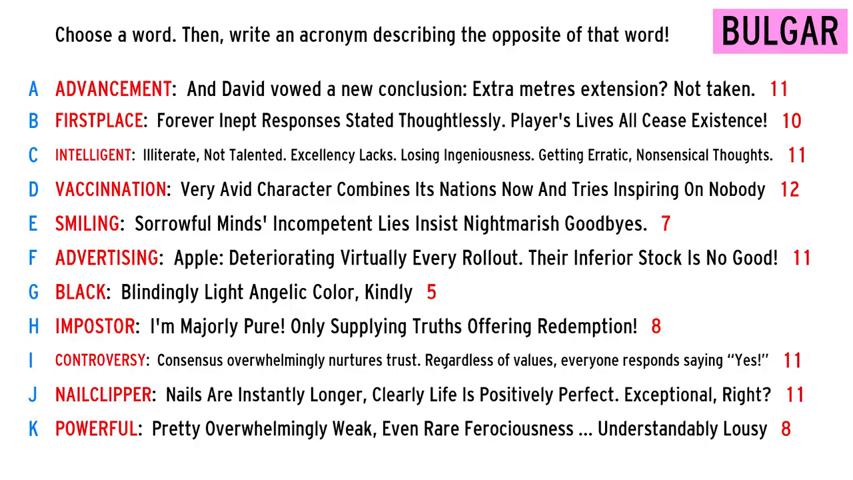 Choose a word. Then, write an acronym describing the opposite of that word! BULGAR
A ADVANCEMENT: And David vowed a new conclusion: Extra metres extension? Not taken. 11
B FIRSTPLACE: Forever Inept Responses Stated Thoughtlessly. Player's Lives All Cease Existence! 10
C INTELLIGENT: Illiterate, Not Talented. Excellency Lacks. Losing Ingeniousness. Getting Erratic, Nonsensical Thoughts. 11
D VACCINNATION: Very Avid Character Combines Its Nations Now And Tries Inspiring On Nobody 12
E SMILING: Sorrowful Minds' Incompetent Lies Insist Nightmarish Goodbyes. 7
F ADVERTISING: Apple: Deteriorating Virtually Every Rollout. Their Inferior Stock Is No Good! 11
G BLACK: Blindingly Light Angelic Color, Kindly 5
H IMPOSTOR: I'm Majorly Pure! Only Supplying Truths Offering Redemption! 8
I CONTROVERSY: Consensus overwhelmingly nurtures trust. Regardless of values, everyone responds saying “Yes!” 11
J NAILCLIPPER: Nails Are Instantly Longer, Clearly Life Is Positively Perfect. Exceptional, Right? 11
K POWERFUL: Pretty Overwhelmingly Weak, Even Rare Ferociousness ... Understandably Lousy 8